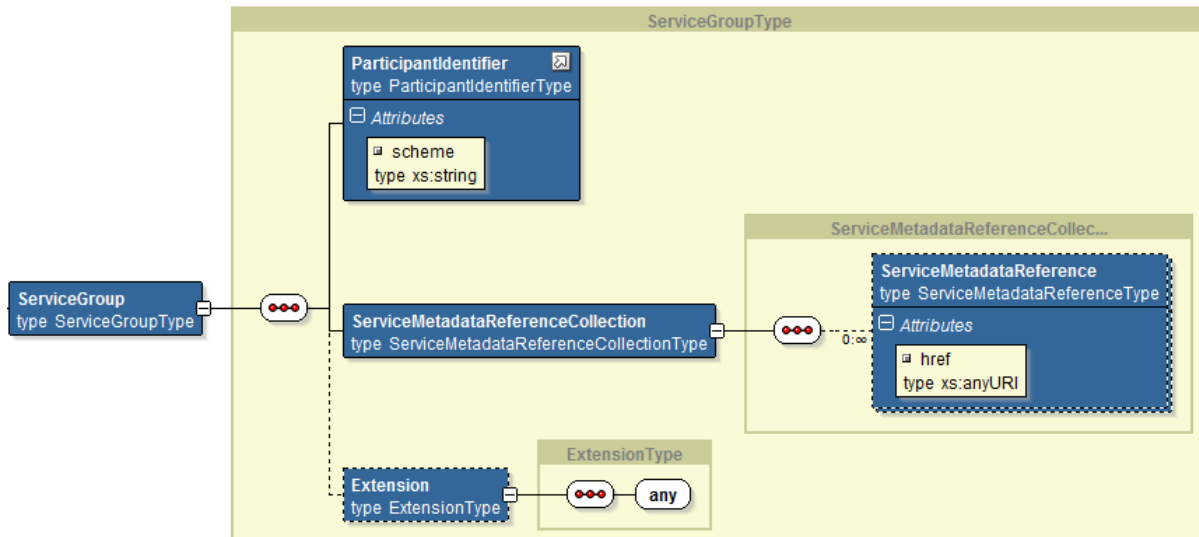 ServiceGroupType
ParticipantIdentifier
type ParticipantIdentifierType
Attributes
scheme
type xs:string
ServiceMetadataReferenceCollec...
ServiceMetadataReference
type ServiceMetadataReferenceType
Attributes
href
type xs:anyURI
0:∞
ServiceGroup
type ServiceGroupType
ServiceMetadataReferenceCollection
type ServiceMetadataReferenceCollectionType
ExtensionType
Extension
type ExtensionType
any